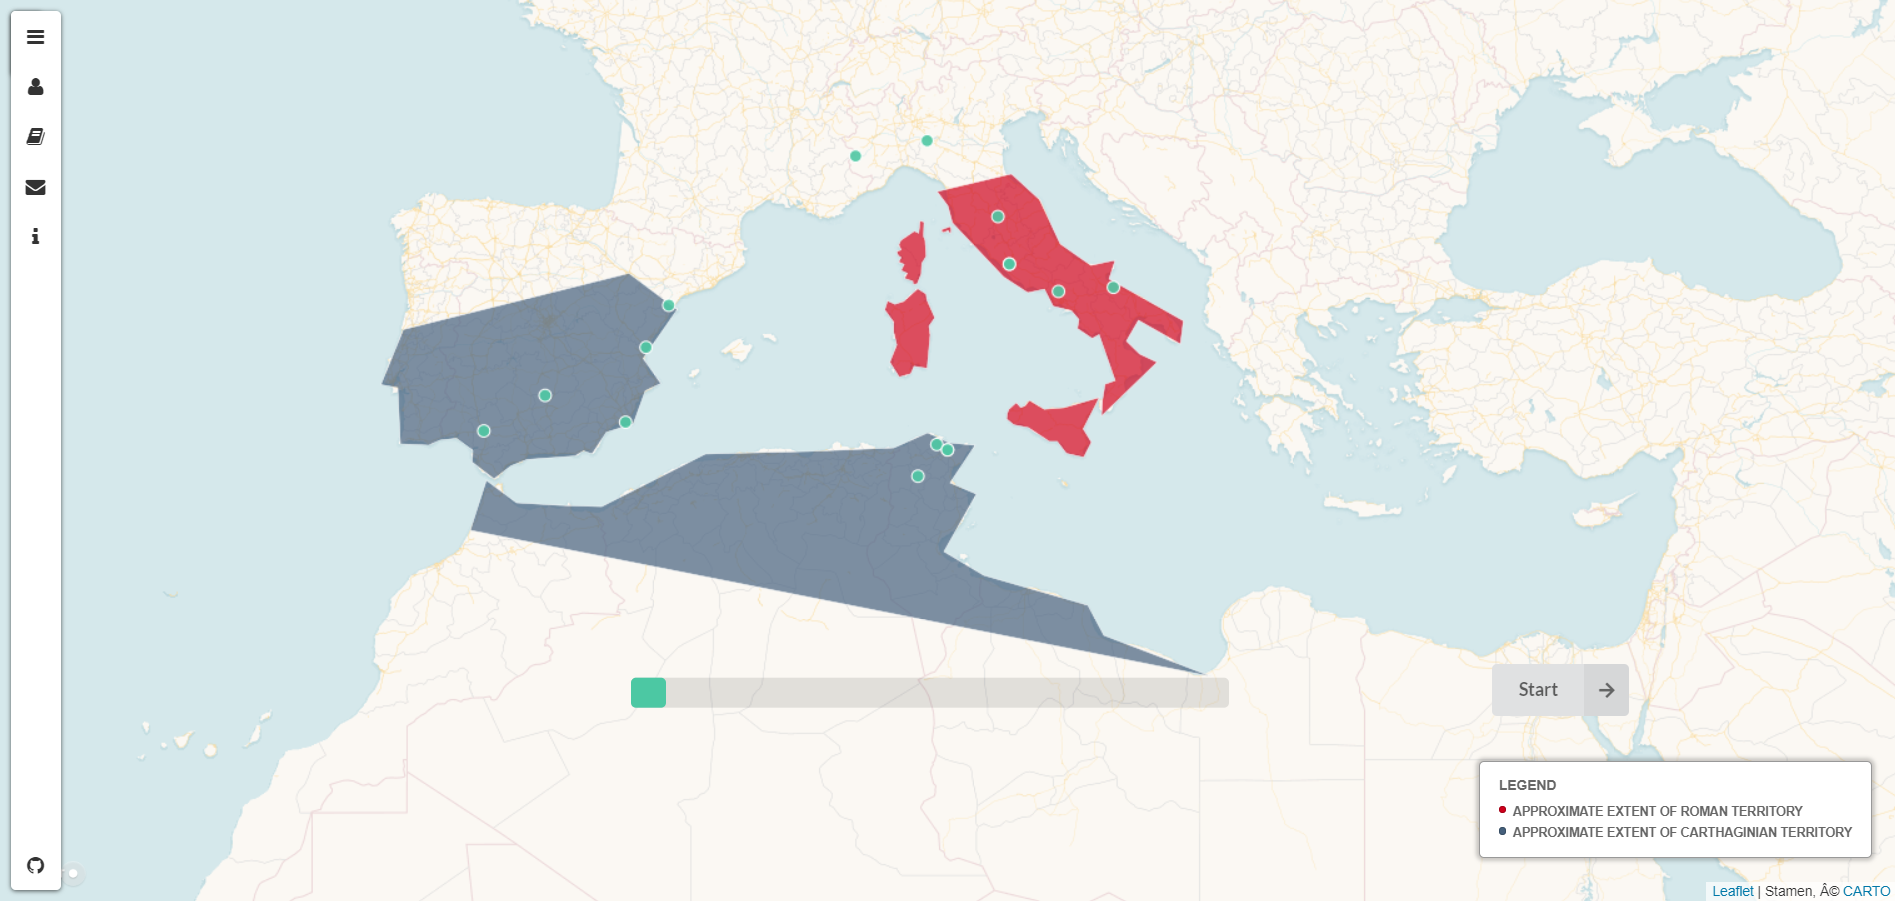 Start
LEGEND
APPROXIMATE EXTENT OF ROMAN TERRITORY
APPROXIMATE EXTENT OF CARTHAGINIAN TERRITORY
Leaflet | Stamen, Â© CARTO